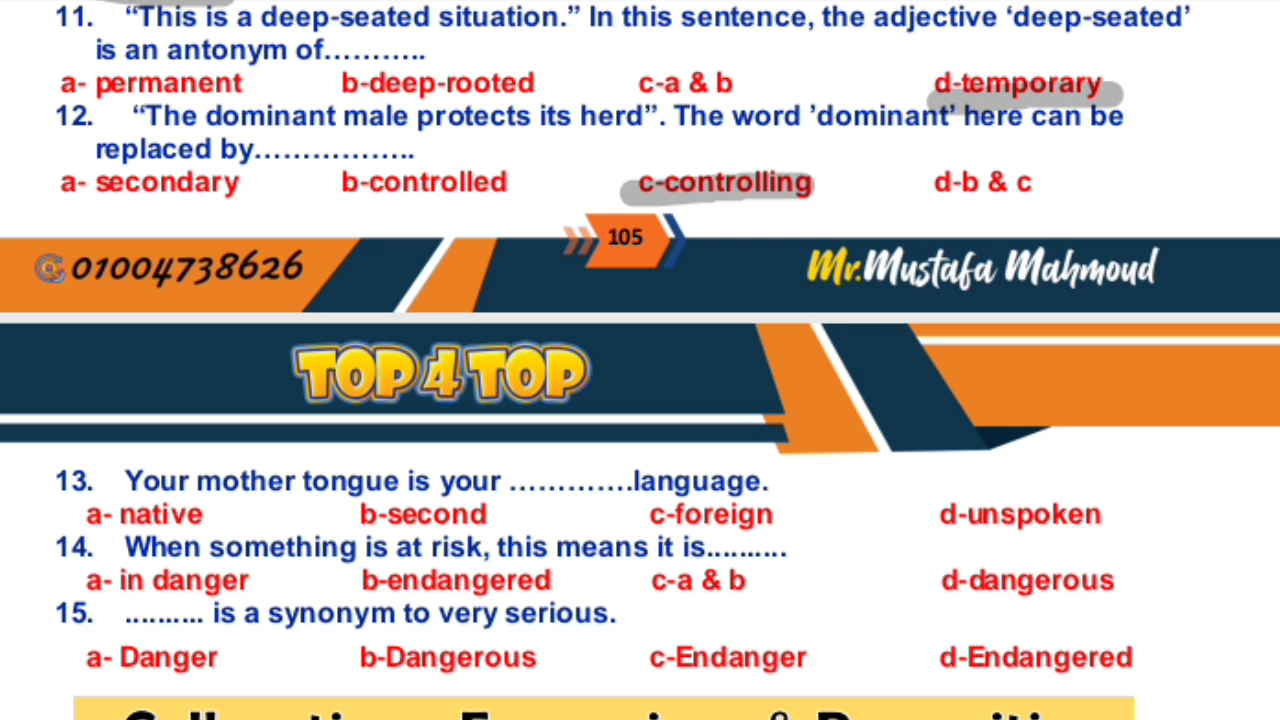 11. “This is a deep-seated situation.” In this sentence, the adjective ‘deep-seated’
is an antonym of………..
a- permanent b-deep-rooted c-a & b d-temporary
12. “The dominant male protects its herd”. The word ’dominant’ here can be
replaced by……………..
a- secondary b-controlled c-controlling d-b & c
01004738626 105 Mr.Mustafa Mahmoud
TOP 4 TOP
13. Your mother tongue is your ………….language.
a- native b-second c-foreign d-unspoken
14. When something is at risk, this means it is..........
a- in danger b-endangered c-a & b d-dangerous
15. .......... is a synonym to very serious.
a- Danger b-Dangerous c-Endanger d-Endangered